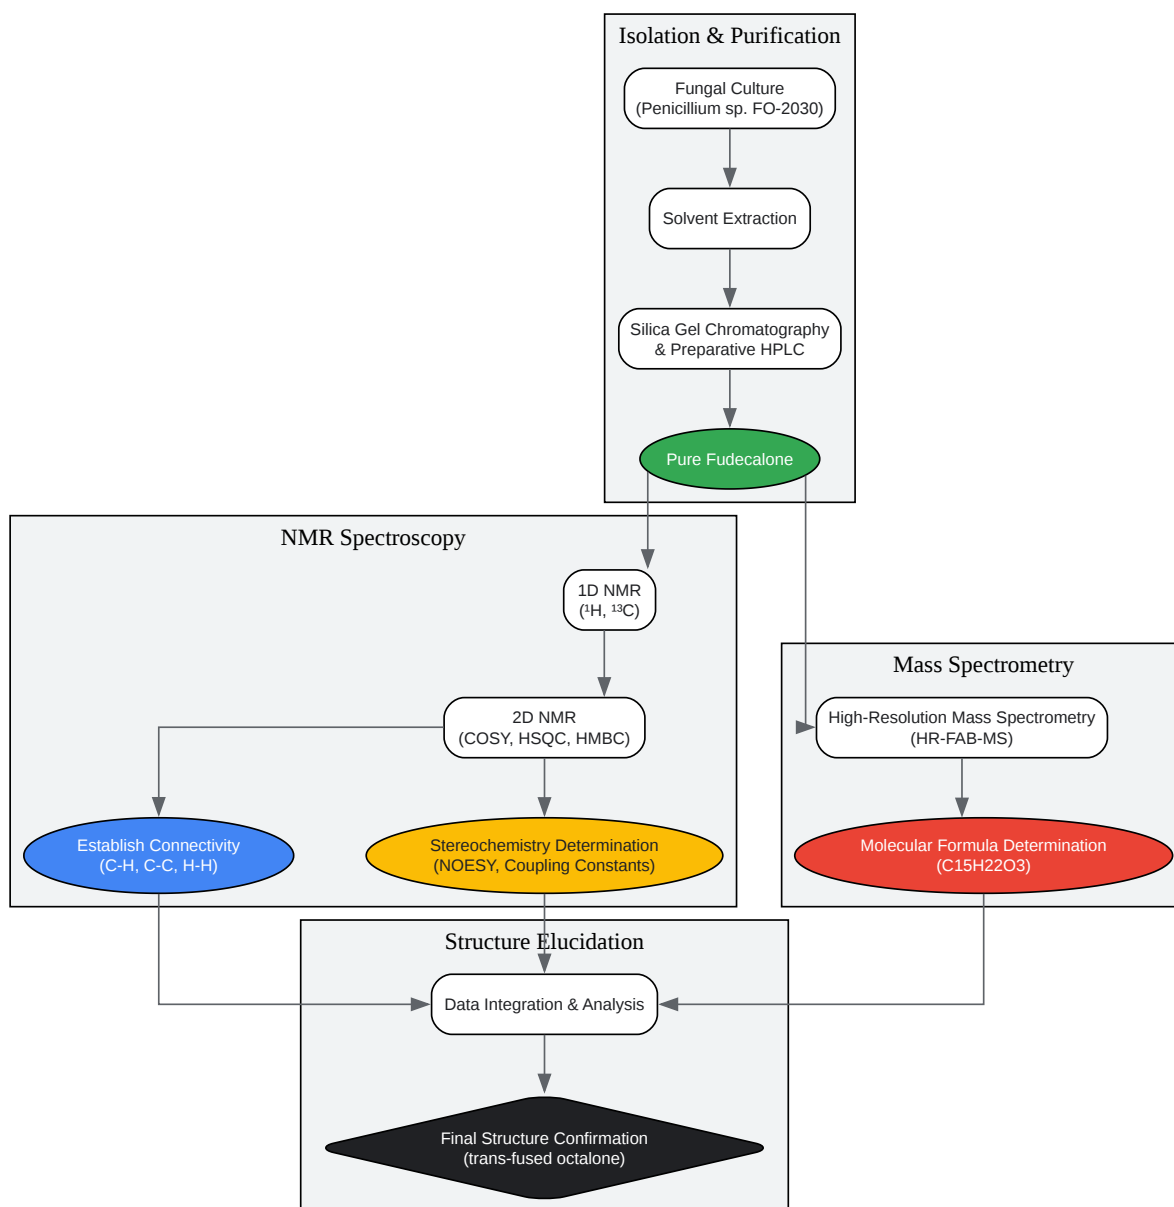 Isolation & Purification
Fungal Culture
(Penicillium sp. FO-2030)
Solvent Extraction
Silica Gel Chromatography
& Preparative HPLC
Pure Fudecalone
NMR Spectroscopy
1D NMR
(¹H, ¹³C)
2D NMR
(COSY, HSQC, HMBC)
Establish Connectivity
(C-H, C-C, H-H)
Stereochemistry Determination
(NOESY, Coupling Constants)
Mass Spectrometry
High-Resolution Mass Spectrometry
(HR-FAB-MS)
Molecular Formula Determination
(C15H22O3)
Structure Elucidation
Data Integration & Analysis
Final Structure Confirmation
(trans-fused octalone)